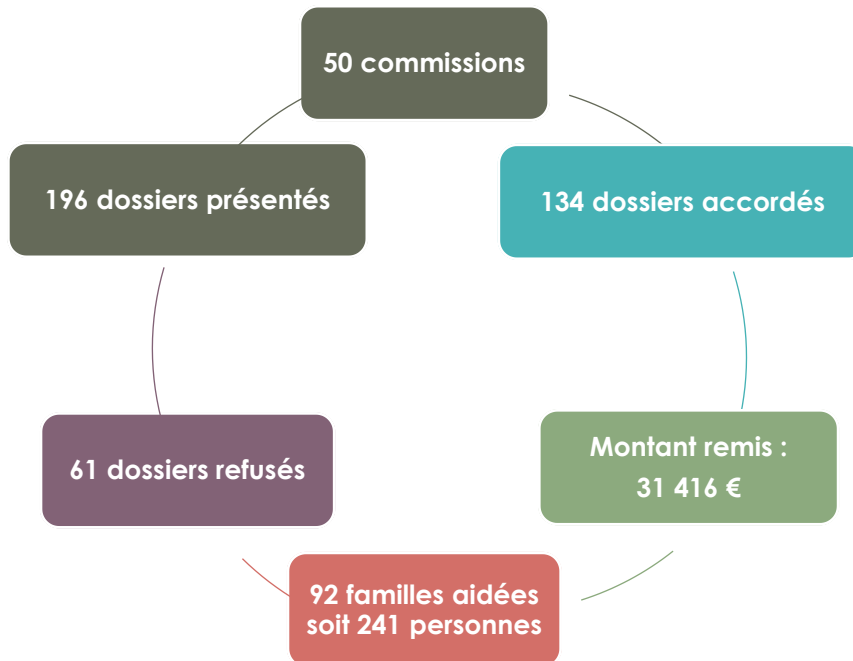 50 commissions
196 dossiers présentés
134 dossiers accordés
61 dossiers refusés
Montant remis :
31 416 €
92 familles aidées
soit 241 personnes